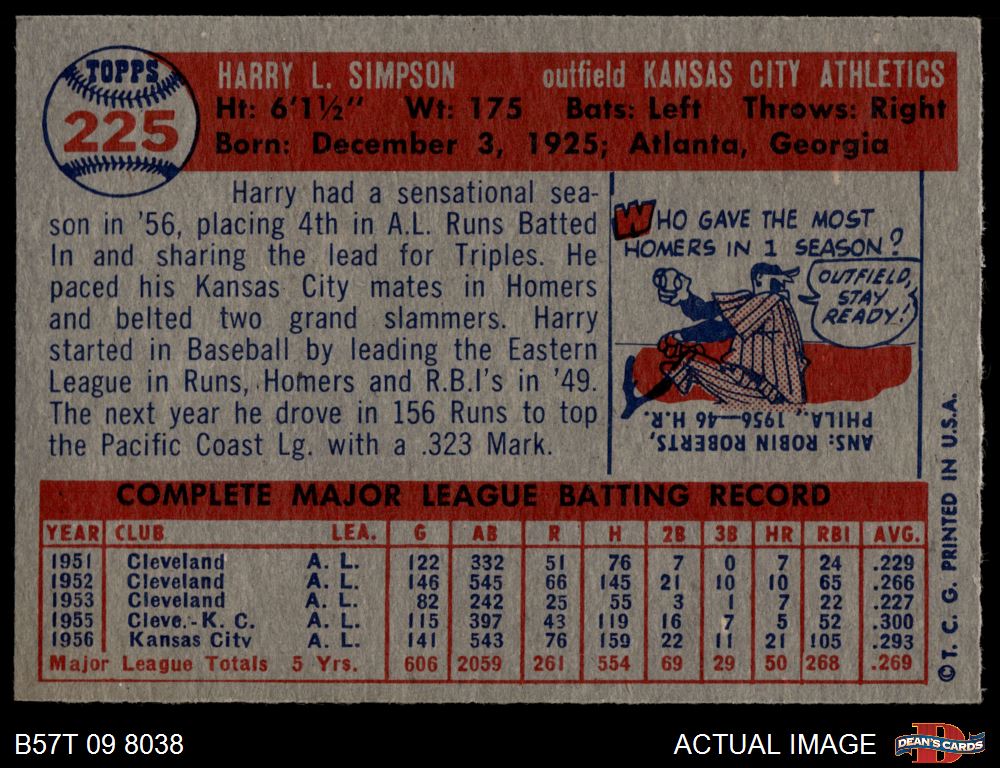 TOPPS
225
HARRY L. SIMPSON outfield KANSAS CITY ATHLETICS
Ht: 6'1½" Wt: 175 Bats: Left Throws: Right
Born: December 3, 1925; Atlanta, Georgia
Harry had a sensational sea-
son in '56, placing 4th in A.L. Runs Batted
In and sharing the lead for Triples. He
paced his Kansas City mates in Homers
and belted two grand slammers. Harry
started in Baseball by leading the Eastern
League in Runs, Homers and R.B.I's in '49.
The next year he drove in 156 Runs to top
the Pacific Coast Lg. with a .323 Mark.
WHO GAVE THE MOST
HOMERS IN 1 SEASON?
OUTFIELD,
STAY
READY!
ANS: ROBIN ROBERTS,
PHILA., 1956—46 H.R.
COMPLETE MAJOR LEAGUE BATTING RECORD
YEAR CLUB LEA. G AB R H 2B 3B HR RBI AVG.
1951 Cleveland A. L. 122 332 51 76 7 0 7 24 .229
1952 Cleveland A. L. 146 545 66 145 21 10 10 65 .266
1953 Cleveland A. L. 82 242 25 55 3 1 7 22 .227
1955 Cleve.-K. C. A. L. 115 397 43 119 16 7 5 52 .300
1956 Kansas City A. L. 141 543 76 159 22 11 21 105 .293
Major League Totals 5 Yrs. 606 2059 261 554 69 29 50 268 .269
© T. C. G. PRINTED IN U.S.A.
B57T 09 8038
ACTUAL IMAGE
DEAN'S CARDS